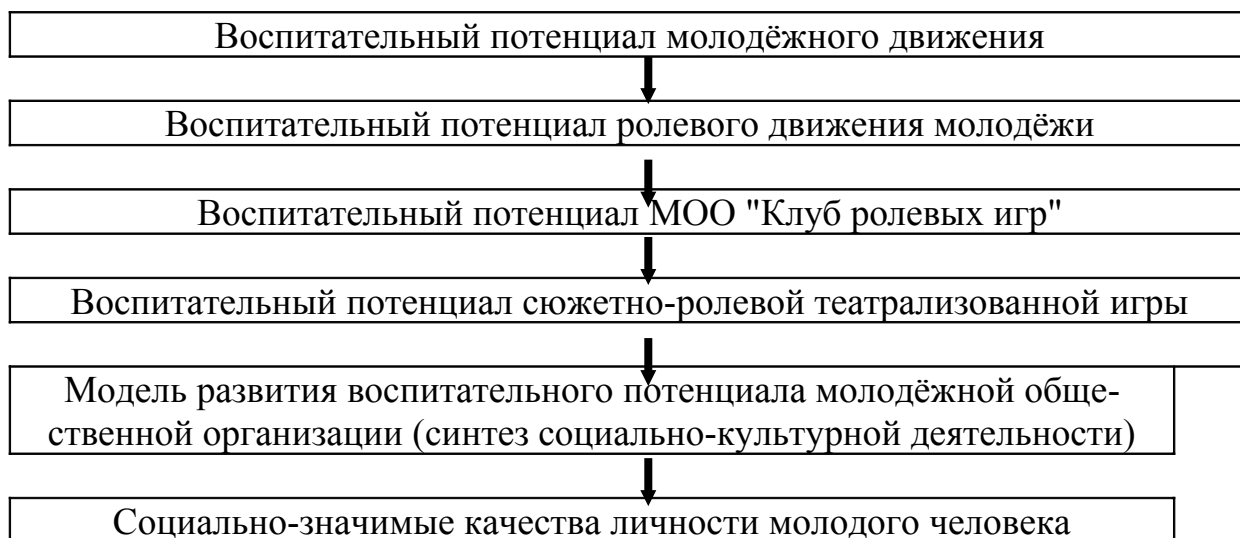 Воспитательный потенциал молодёжного движения
Воспитательный потенциал ролевого движения молодёжи
Воспитательный потенциал МОО "Клуб ролевых игр"
Воспитательный потенциал сюжетно-ролевой театрализованной игры
Модель развития воспитательного потенциала молодёжной обще-
ственной организации (синтез социально-культурной деятельности)
Социально-значимые качества личности молодого человека